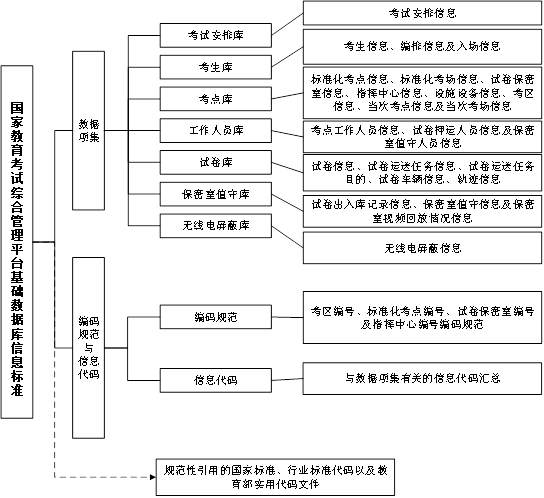 国家教育考试综合管理平台基础数据库信息标准
数据
项集
考试安排库
考试安排信息
考生库
考生信息、编排信息及入场信息
考点库
标准化考点信息、标准化考场信息、试卷保密
室信息、指挥中心信息、设施设备信息、考区
信息、当次考点信息及当次考场信息
工作人员库
考点工作人员信息、试卷押运人员信息及保密
室值守人员信息
试卷库
试卷信息、试卷运送任务信息、试卷运送任务
目的、试卷车辆信息、轨迹信息
保密室值守库
试卷出入库记录信息、保密室值守信息及保密
室视频回放情况信息
无线电屏蔽库
无线电屏蔽信息
编码
规范
与
信息
代码
编码规范
考区编号、标准化考点编号、试卷保密室编号
及指挥中心编号编码规范
信息代码
与数据项集有关的信息代码汇总
规范性引用的国家标准、行业标准代码以及教
育部实用代码文件